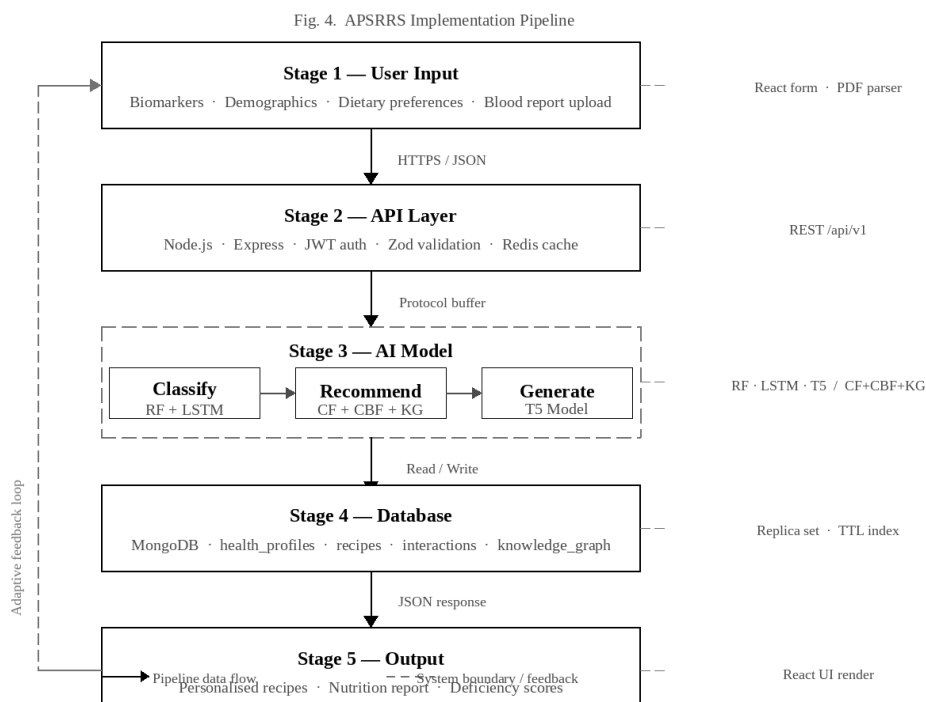 Fig. 4. APSRRS Implementation Pipeline
Stage 1 — User Input
Biomarkers · Demographics · Dietary preferences · Blood report upload
React form · PDF parser
HTTPS / JSON
Stage 2 — API Layer
Node.js · Express · JWT auth · Zod validation · Redis cache
REST /api/v1
Protocol buffer
Stage 3 — AI Model
Classify
RF + LSTM
Recommend
CF + CBF + KG
Generate
T5 Model
RF · LSTM · T5 / CF+CBF+KG
Read / Write
Stage 4 — Database
MongoDB · health_profiles · recipes · interactions · knowledge_graph
Replica set · TTL index
Adaptive feedback loop
JSON response
Stage 5 — Output
Personalised recipes · Nutrition report · Deficiency scores
React UI render
Pipeline data flow
System boundary / feedback